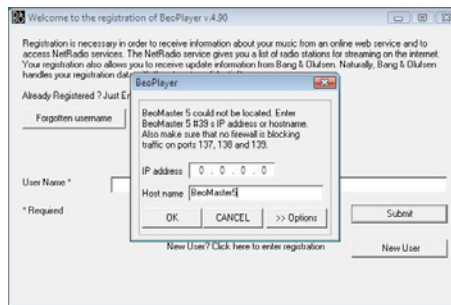 Welcome to the registration of BeoPlayer v.4.90
Registration is necessary in order to receive information about your music from an online web service and to
access NetRadio services. The NetRadio service gives you a list of radio stations for streaming on the internet.
Your registration also allows you to receive update information from Bang & Olufsen. Naturally, Bang & Olufsen
handles your registration data
Already Registered ? Just En
Forgotten username
BeoPlayer
BeoMaster 5 could not be located. Enter
BeoMaster 5 #39 s IP address or hostname.
Also make sure that no firewall is blocking
traffic on ports 137, 138 and 139.
IP address 0 . 0 . 0 . 0
Host name BeoMaster5
OK CANCEL >> Options
User Name *
* Required
Submit
New User? Click here to enter registration
New User